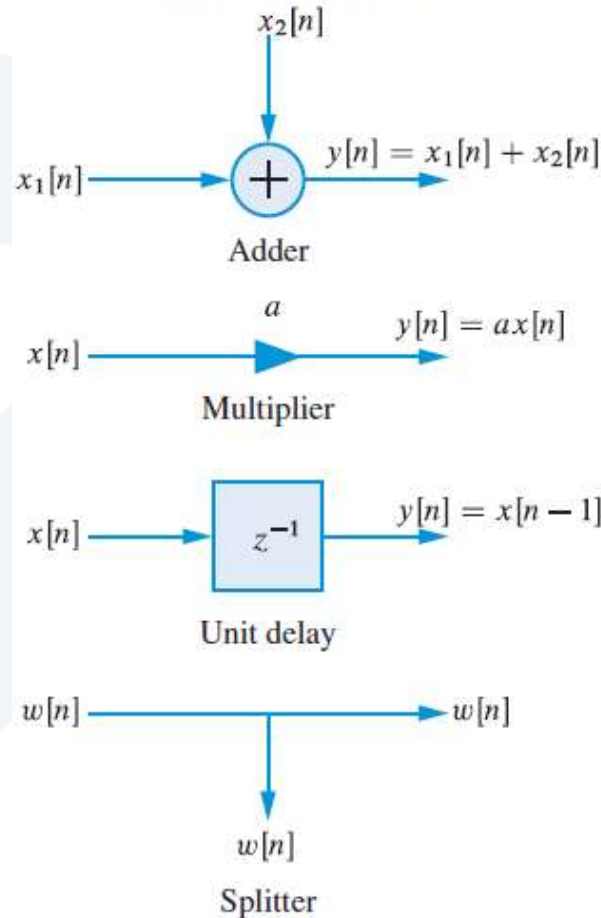 x₂[n]
x₁[n] + y[n] = x₁[n] + x₂[n]
Adder
a
x[n] y[n] = ax[n]
Multiplier
x[n] z⁻¹ y[n] = x[n − 1]
Unit delay
w[n] w[n]
w[n]
Splitter